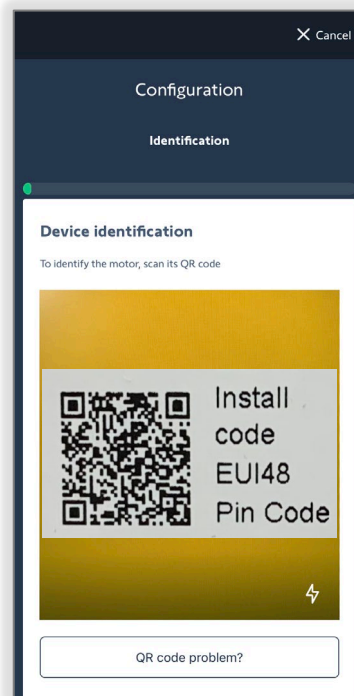 Cancel
Configuration
Identification
Device identification
To identify the motor, scan its QR code
Install
code
EUI48
Pin Code
QR code problem?